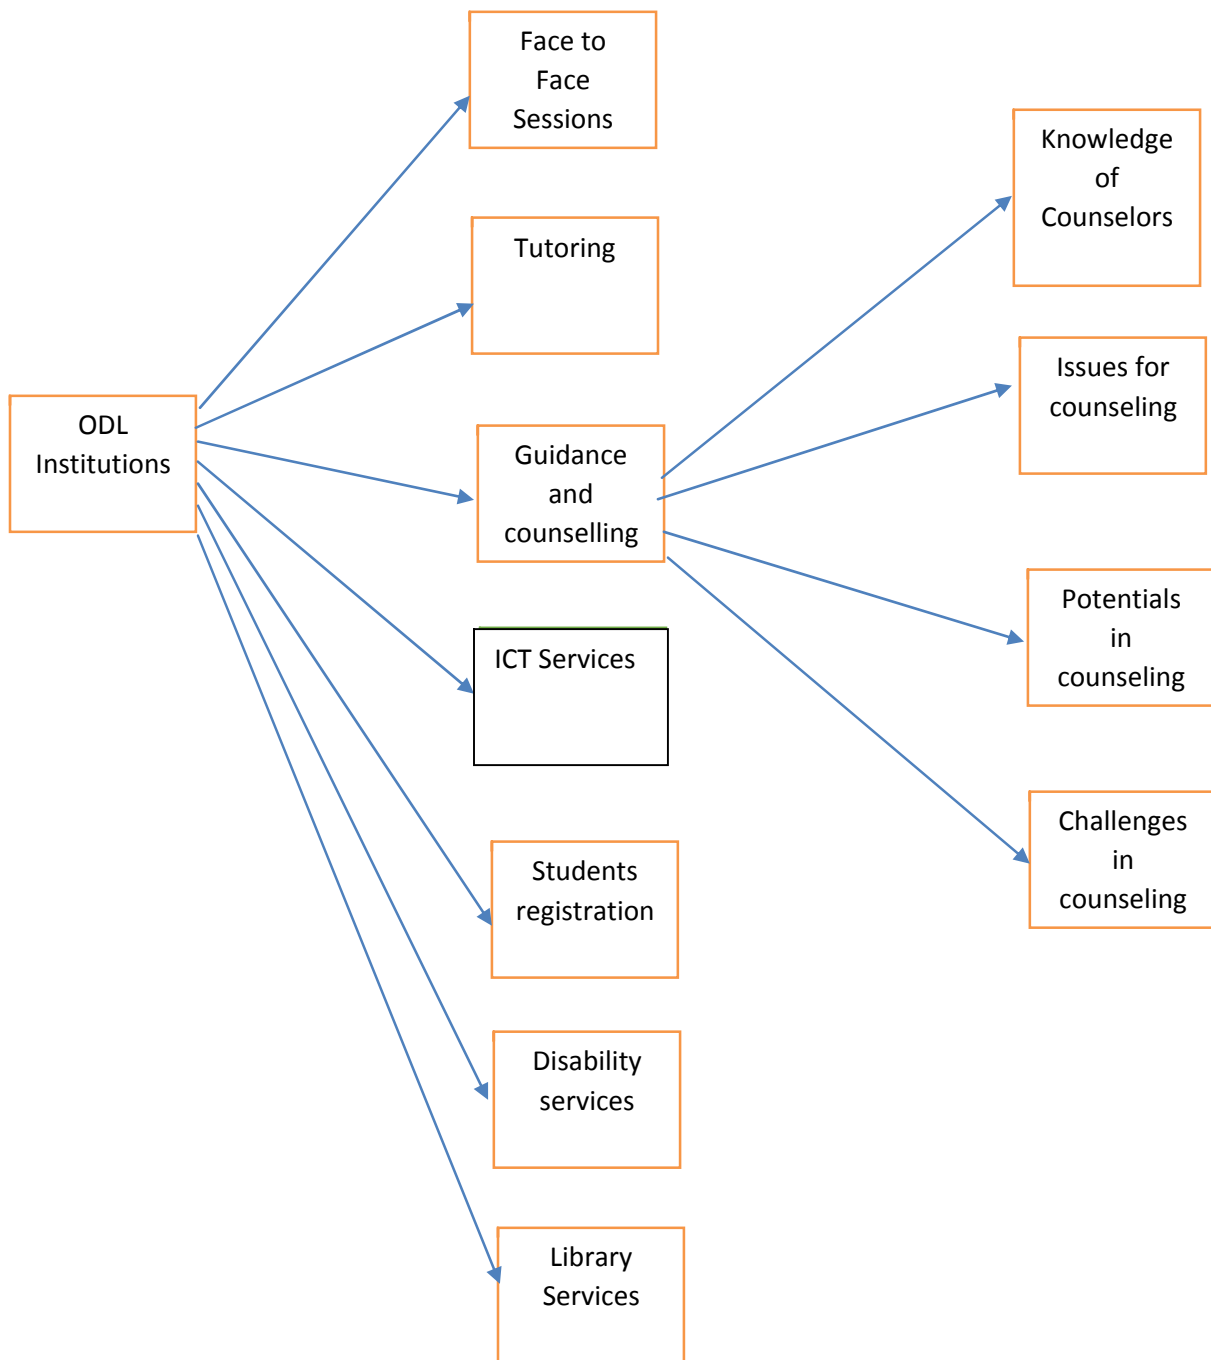 Face to
Face
Sessions
Knowledge
of
Counselors
Tutoring
Issues for
counseling
ODL
Institutions
Guidance
and
counselling
Potentials
in
counseling
ICT Services
Challenges
in
counseling
Students
registration
Disability
services
Library
Services